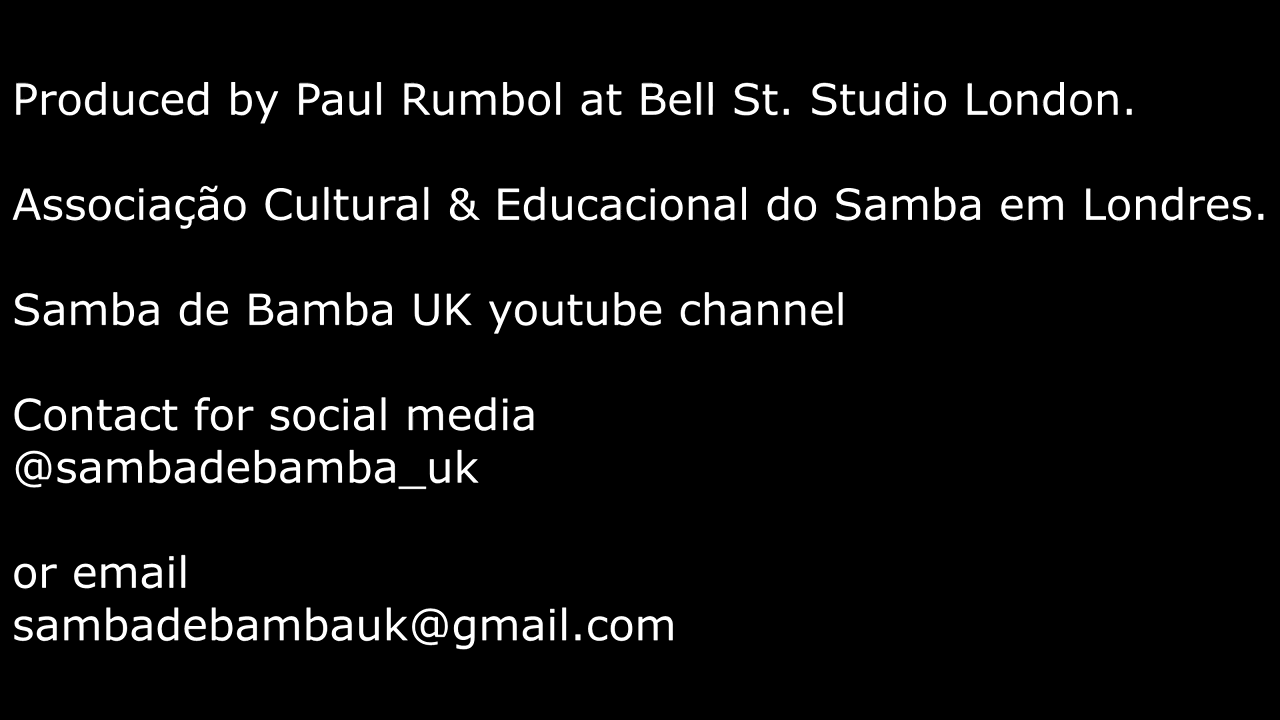 Produced by Paul Rumbol at Bell St. Studio London.
Associação Cultural & Educacional do Samba em Londres.
Samba de Bamba UK youtube channel
Contact for social media
@sambadebamba_uk
or email
sambadebambauk@gmail.com